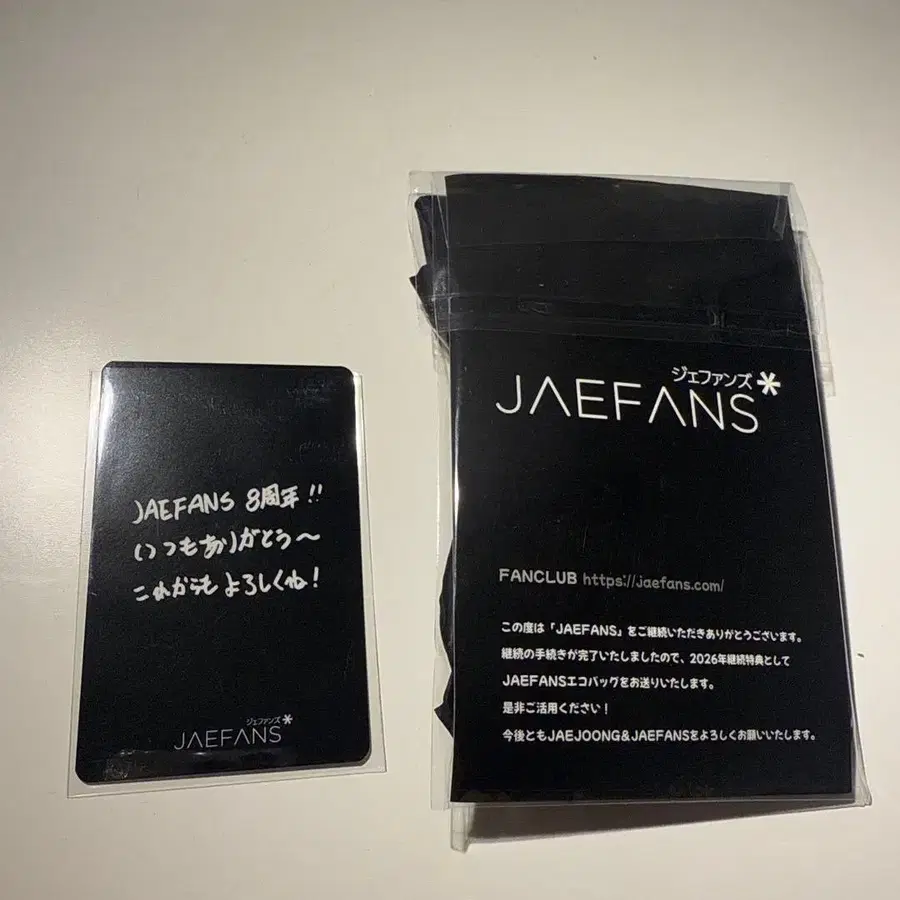 JAEFANS 8周年!!
いつもありがとう〜
これからもよろしくね!
ジェファンズ
JAEFANS*
ジェファンズ
JAEFANS*
FANCLUB https://jaefans.com/
この度は「JAEFANS」をご継続いただきありがとうございます。
継続の手続きが完了いたしましたので、2026年継続特典として
JAEFANSエコバッグをお送りいたします。
是非ご活用ください！
今後ともJAEJOONG&JAEFANSをよろしくお願いいたします。